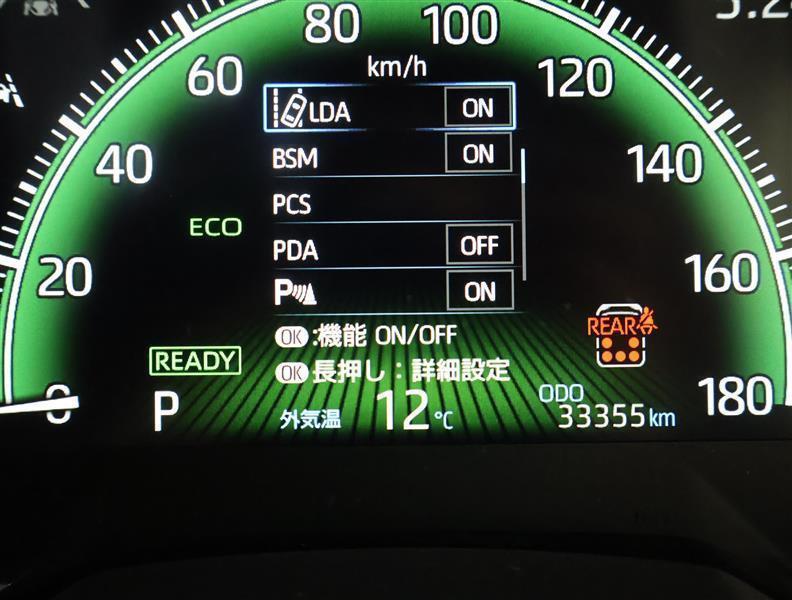 80
100
km/h
60
120
LDA ON
40
BSM ON
140
PCS
ECO
PDA OFF
20
160
P ON
OK:機能 ON/OFF
REAR
READY
OK長押し:詳細設定
0
P
外気温 12℃
ODO
33355km
180